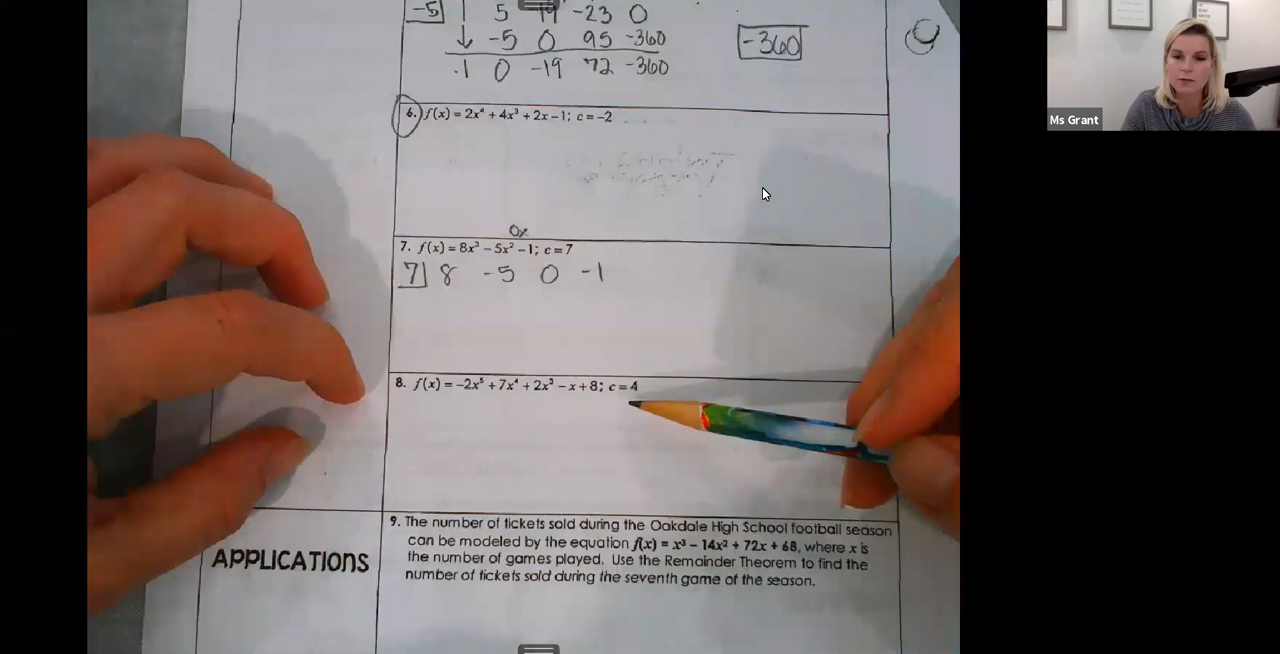 -5 5 -19 -23 0
↓ -5 0 95 -360
1 0 -19 72 -360
-360
9
6. f(x) = 2x⁴ + 4x³ + 2x – 1; c = –2
0x
7. f(x) = 8x³ – 5x² – 1; c = 7
7 8 -5 0 -1
8. f(x) = –2x⁵ + 7x⁴ + 2x³ – x + 8; c = 4
9. The number of tickets sold during the Oakdale High School football season
can be modeled by the equation f(x) = x³ – 14x² + 72x + 68, where x is
the number of games played. Use the Remainder Theorem to find the
number of tickets sold during the seventh game of the season.
APPLICATIONS
Ms Grant